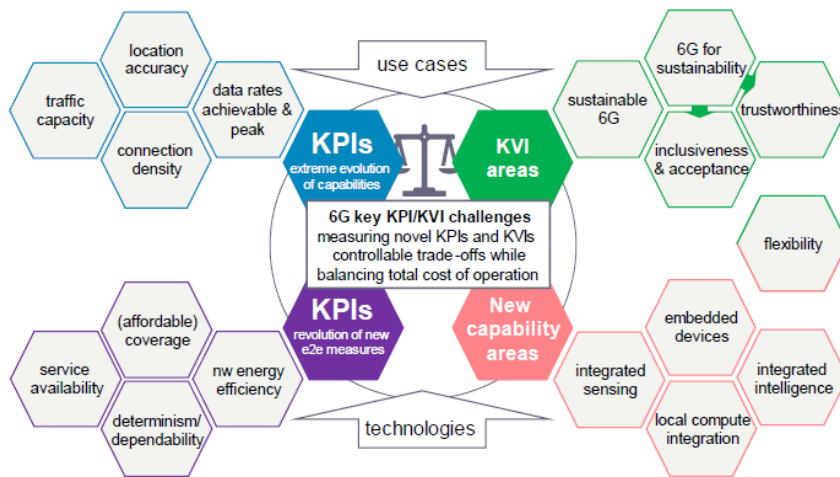 location
accuracy
traffic
capacity
data rates
achievable &
peak
connection
density
use cases
6G for
sustainability
sustainable
6G
trustworthiness
inclusiveness
& acceptance
KPIs
extreme evolution
of capabilities
KVI
areas
6G key KPI/KVI challenges
measuring novel KPIs and KVIs
controllable trade-offs while
balancing total cost of operation
flexibility
KPIs
revolution of new
e2e measures
New
capability
areas
(affordable)
coverage
service
availability
nw energy
efficiency
determinism/
dependability
technologies
embedded
devices
integrated
sensing
integrated
intelligence
local compute
integration